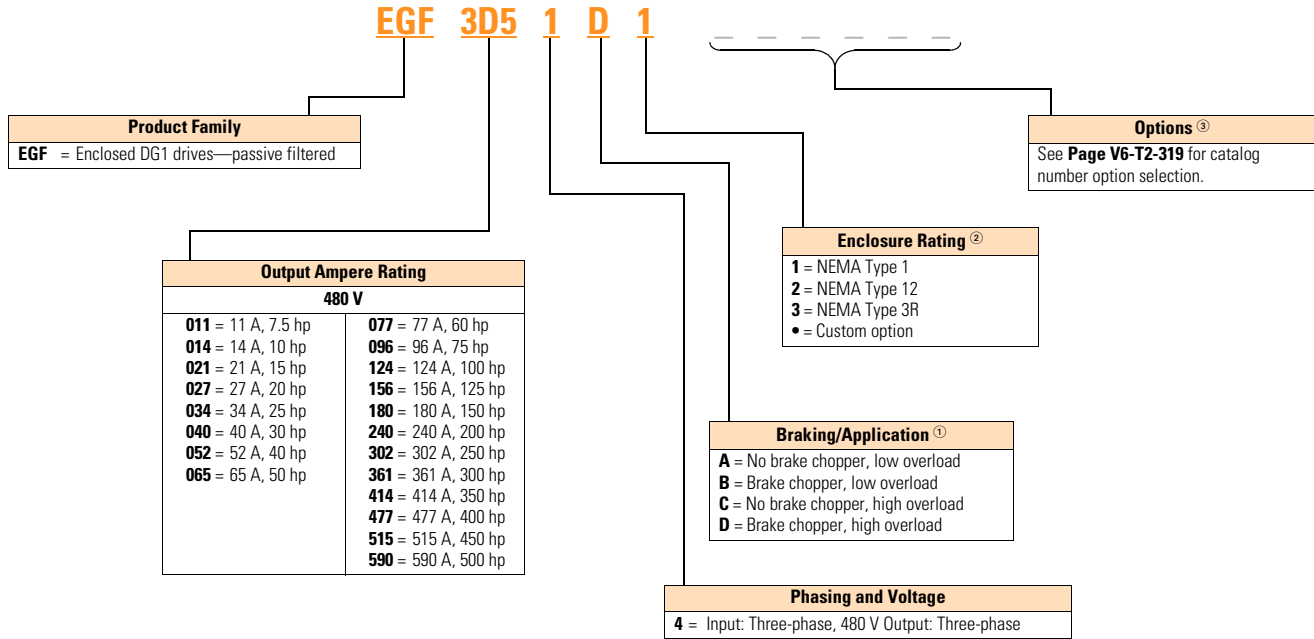 EGF 3D5 1 D 1 _ _ _ _ _ _
Product Family
EGF = Enclosed DG1 drives—passive filtered
Options ③
See Page V6-T2-319 for catalog
number option selection.
Enclosure Rating ②
1 = NEMA Type 1
2 = NEMA Type 12
3 = NEMA Type 3R
• = Custom option
Output Ampere Rating
480 V
011 = 11 A, 7.5 hp
014 = 14 A, 10 hp
021 = 21 A, 15 hp
027 = 27 A, 20 hp
034 = 34 A, 25 hp
040 = 40 A, 30 hp
052 = 52 A, 40 hp
065 = 65 A, 50 hp
077 = 77 A, 60 hp
096 = 96 A, 75 hp
124 = 124 A, 100 hp
156 = 156 A, 125 hp
180 = 180 A, 150 hp
240 = 240 A, 200 hp
302 = 302 A, 250 hp
361 = 361 A, 300 hp
414 = 414 A, 350 hp
477 = 477 A, 400 hp
515 = 515 A, 450 hp
590 = 590 A, 500 hp
Braking/Application ①
A = No brake chopper, low overload
B = Brake chopper, low overload
C = No brake chopper, high overload
D = Brake chopper, high overload
Phasing and Voltage
4 = Input: Three-phase, 480 V Output: Three-phase